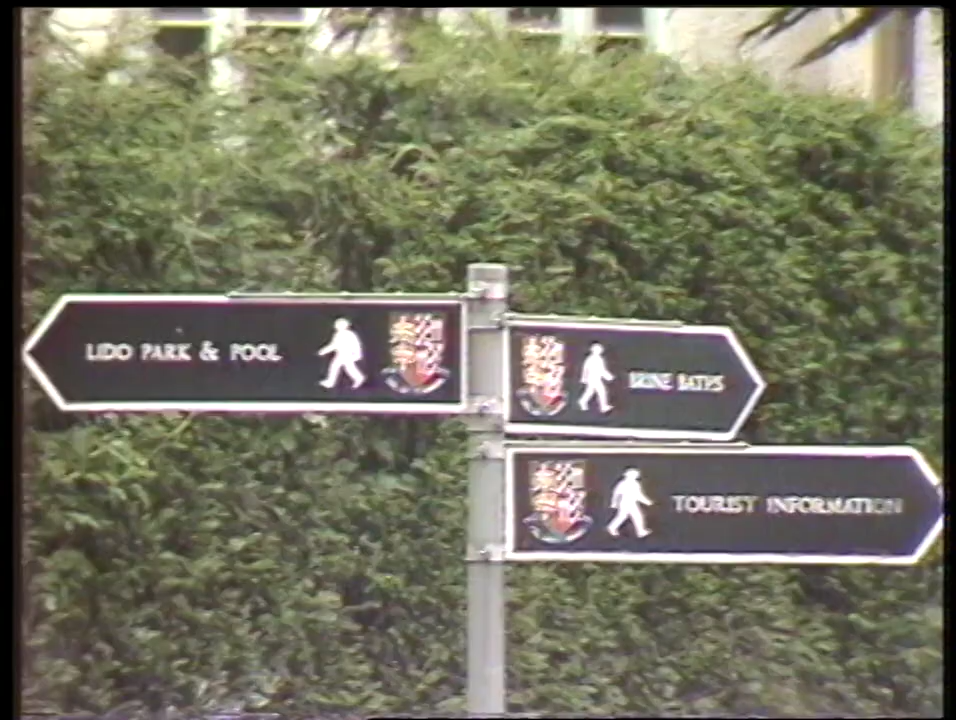 LIDO PARK & POOL
BRINE BATHS
TOURIST INFORMATION